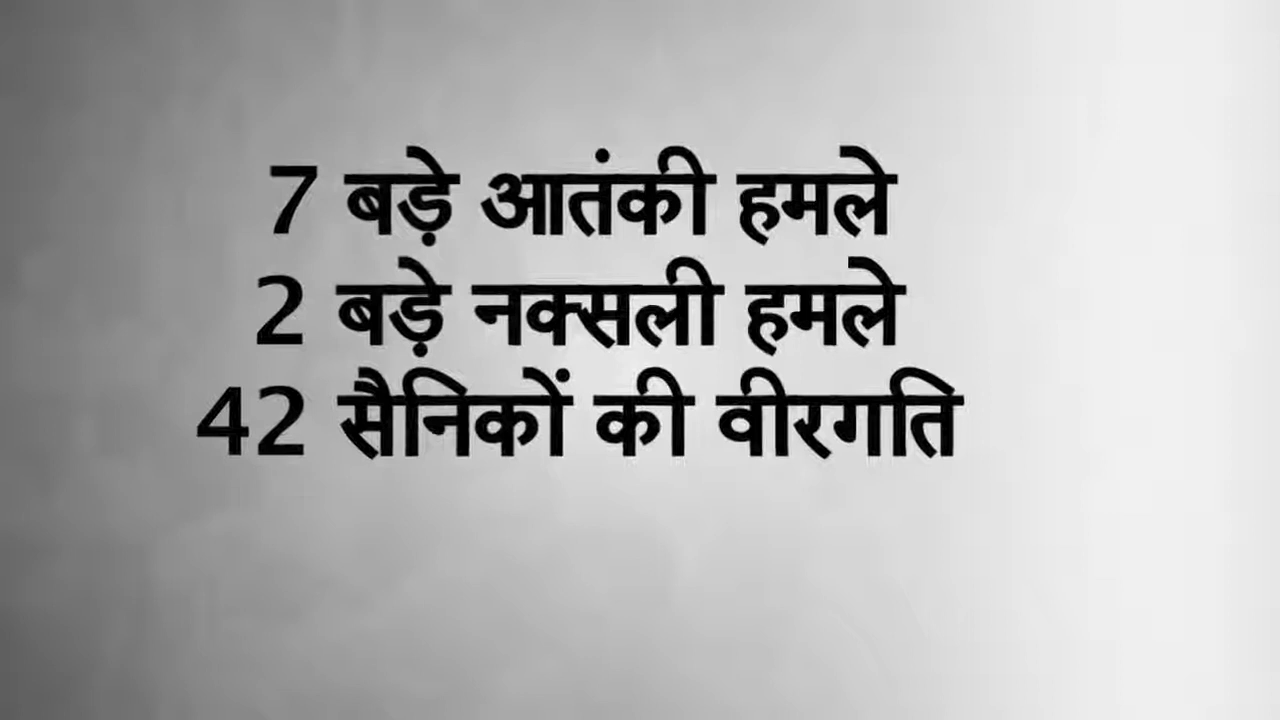 7 बड़े आतंकी हमले
2 बड़े नक्सली हमले
42 सैनिकों की वीरगति